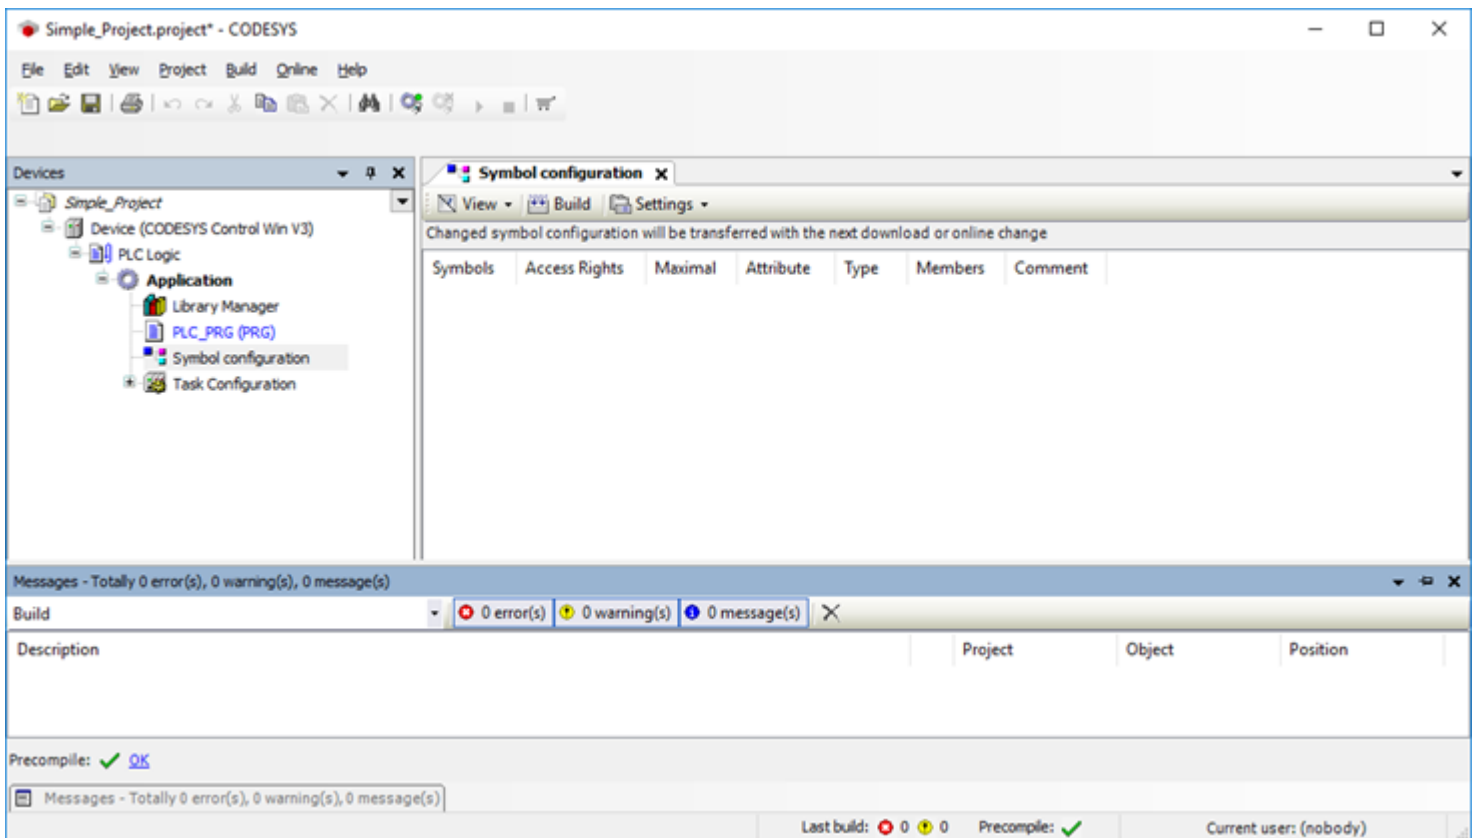 Simple_Project.project* - CODESYS
File Edit View Project Build Online Help
Devices
Simple_Project
Device (CODESYS Control Win V3)
PLC Logic
Application
Library Manager
PLC_PRG (PRG)
Symbol configuration
Task Configuration
Symbol configuration
View Build Settings
Changed symbol configuration will be transferred with the next download or online change
Symbols Access Rights Maximal Attribute Type Members Comment
Messages - Totally 0 error(s), 0 warning(s), 0 message(s)
Build 0 error(s) 0 warning(s) 0 message(s)
Description Project Object Position
Precompile: OK
Messages - Totally 0 error(s), 0 warning(s), 0 message(s)
Last build: 0 0 Precompile: Current user: (nobody)